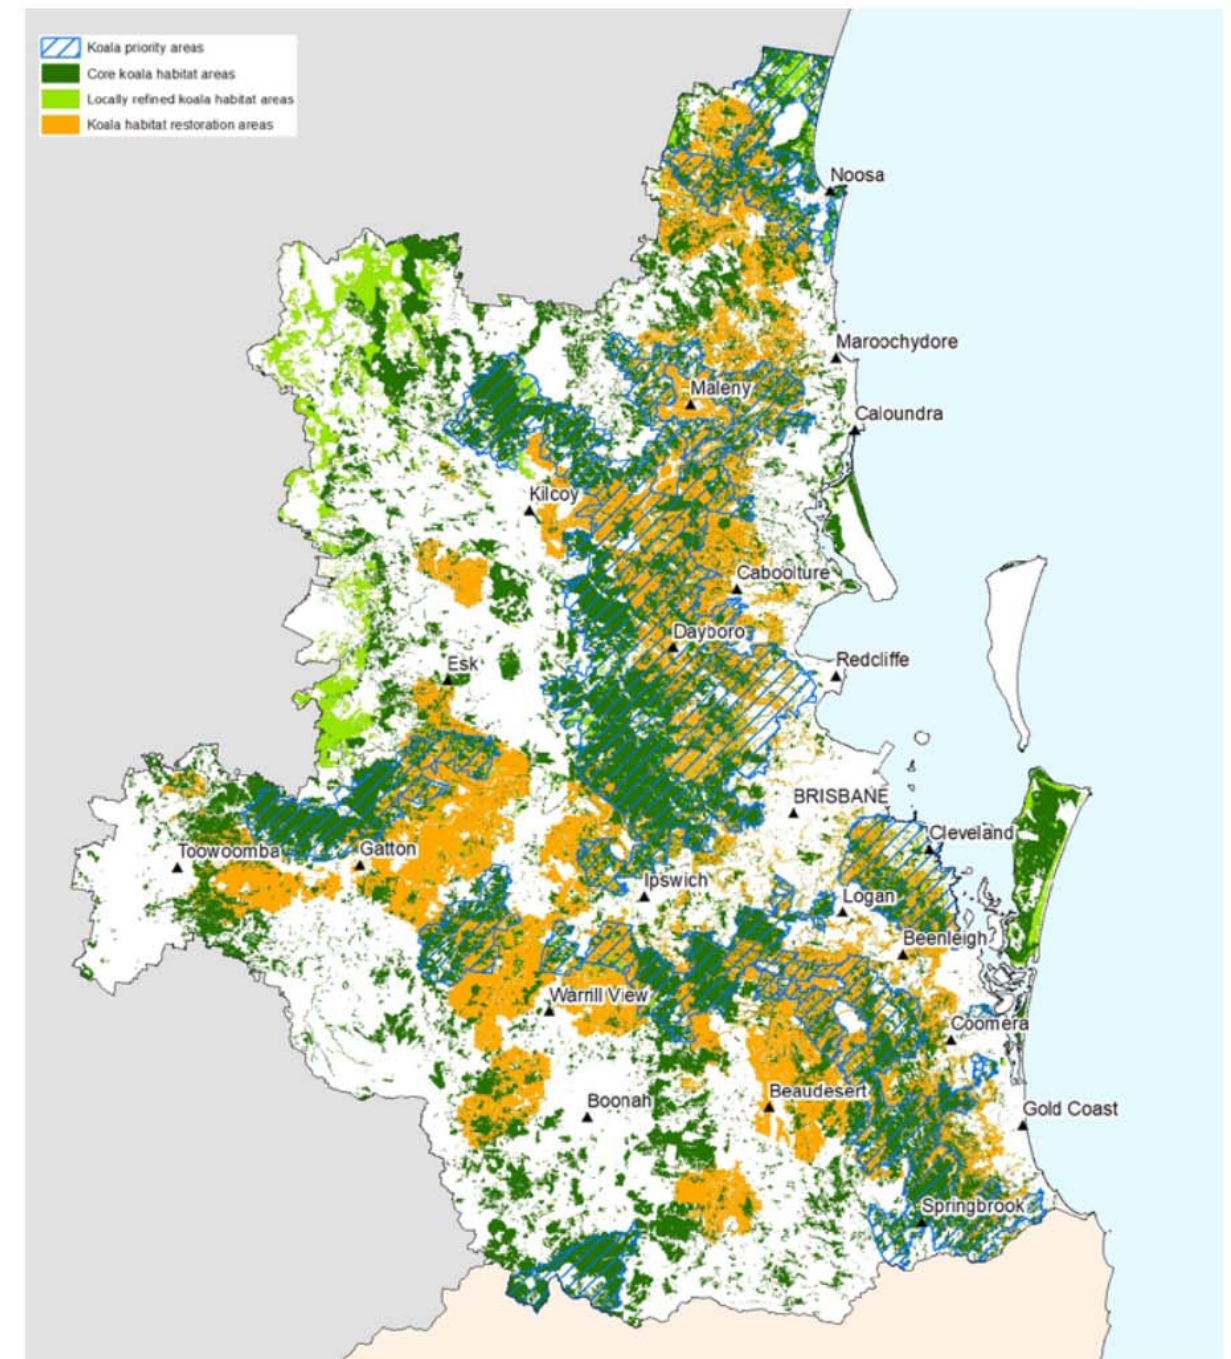 Koala priority areas
Core koala habitat areas
Locally refined koala habitat areas
Koala habitat restoration areas
Noosa
Maroochydore
Maleny
Caloundra
Kilcoy
Caboolture
Dayboro
Redcliffe
Esk
BRISBANE
Cleveland
Toowoomba
Gatton
Ipswich
Logan
Beenleigh
Warrill View
Coomera
Beaudesert
Boonah
Gold Coast
Springbrook